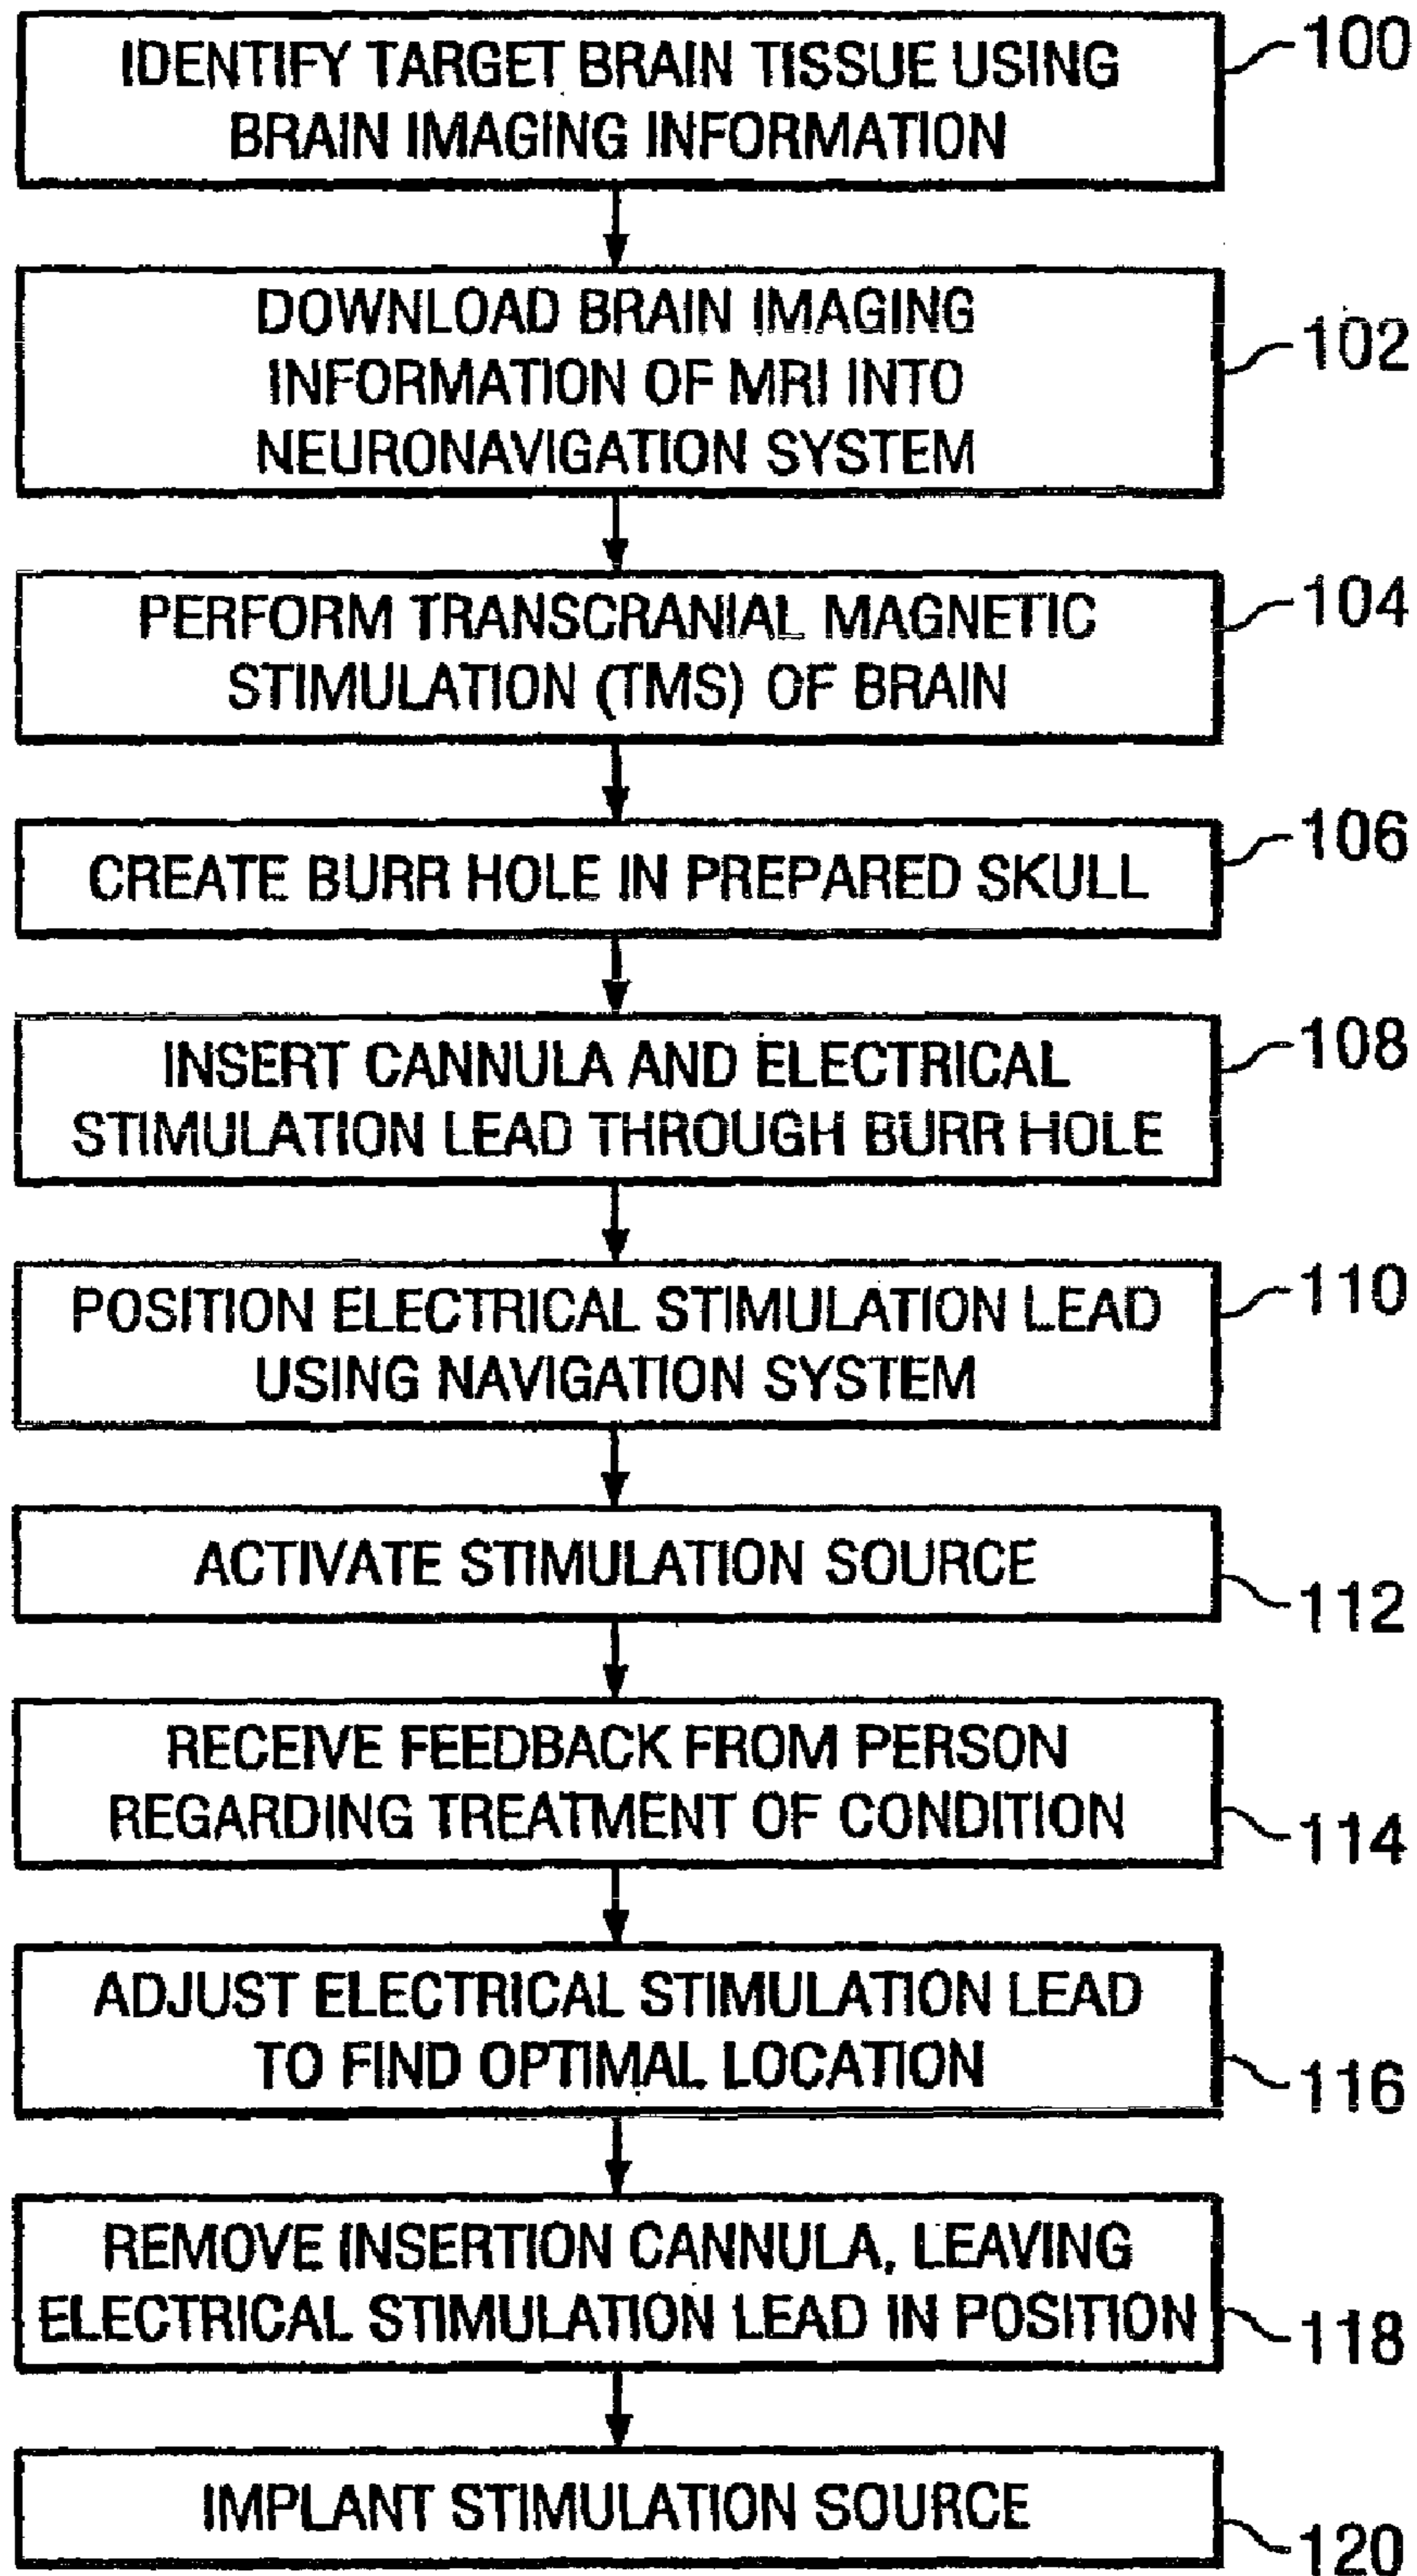 IDENTIFY TARGET BRAIN TISSUE USING
BRAIN IMAGING INFORMATION
100
DOWNLOAD BRAIN IMAGING
INFORMATION OF MRI INTO
NEURONAVIGATION SYSTEM
102
PERFORM TRANSCRANIAL MAGNETIC
STIMULATION (TMS) OF BRAIN
104
CREATE BURR HOLE IN PREPARED SKULL
106
INSERT CANNULA AND ELECTRICAL
STIMULATION LEAD THROUGH BURR HOLE
108
POSITION ELECTRICAL STIMULATION LEAD
USING NAVIGATION SYSTEM
110
ACTIVATE STIMULATION SOURCE
112
RECEIVE FEEDBACK FROM PERSON
REGARDING TREATMENT OF CONDITION
114
ADJUST ELECTRICAL STIMULATION LEAD
TO FIND OPTIMAL LOCATION
116
REMOVE INSERTION CANNULA, LEAVING
ELECTRICAL STIMULATION LEAD IN POSITION
118
IMPLANT STIMULATION SOURCE
120